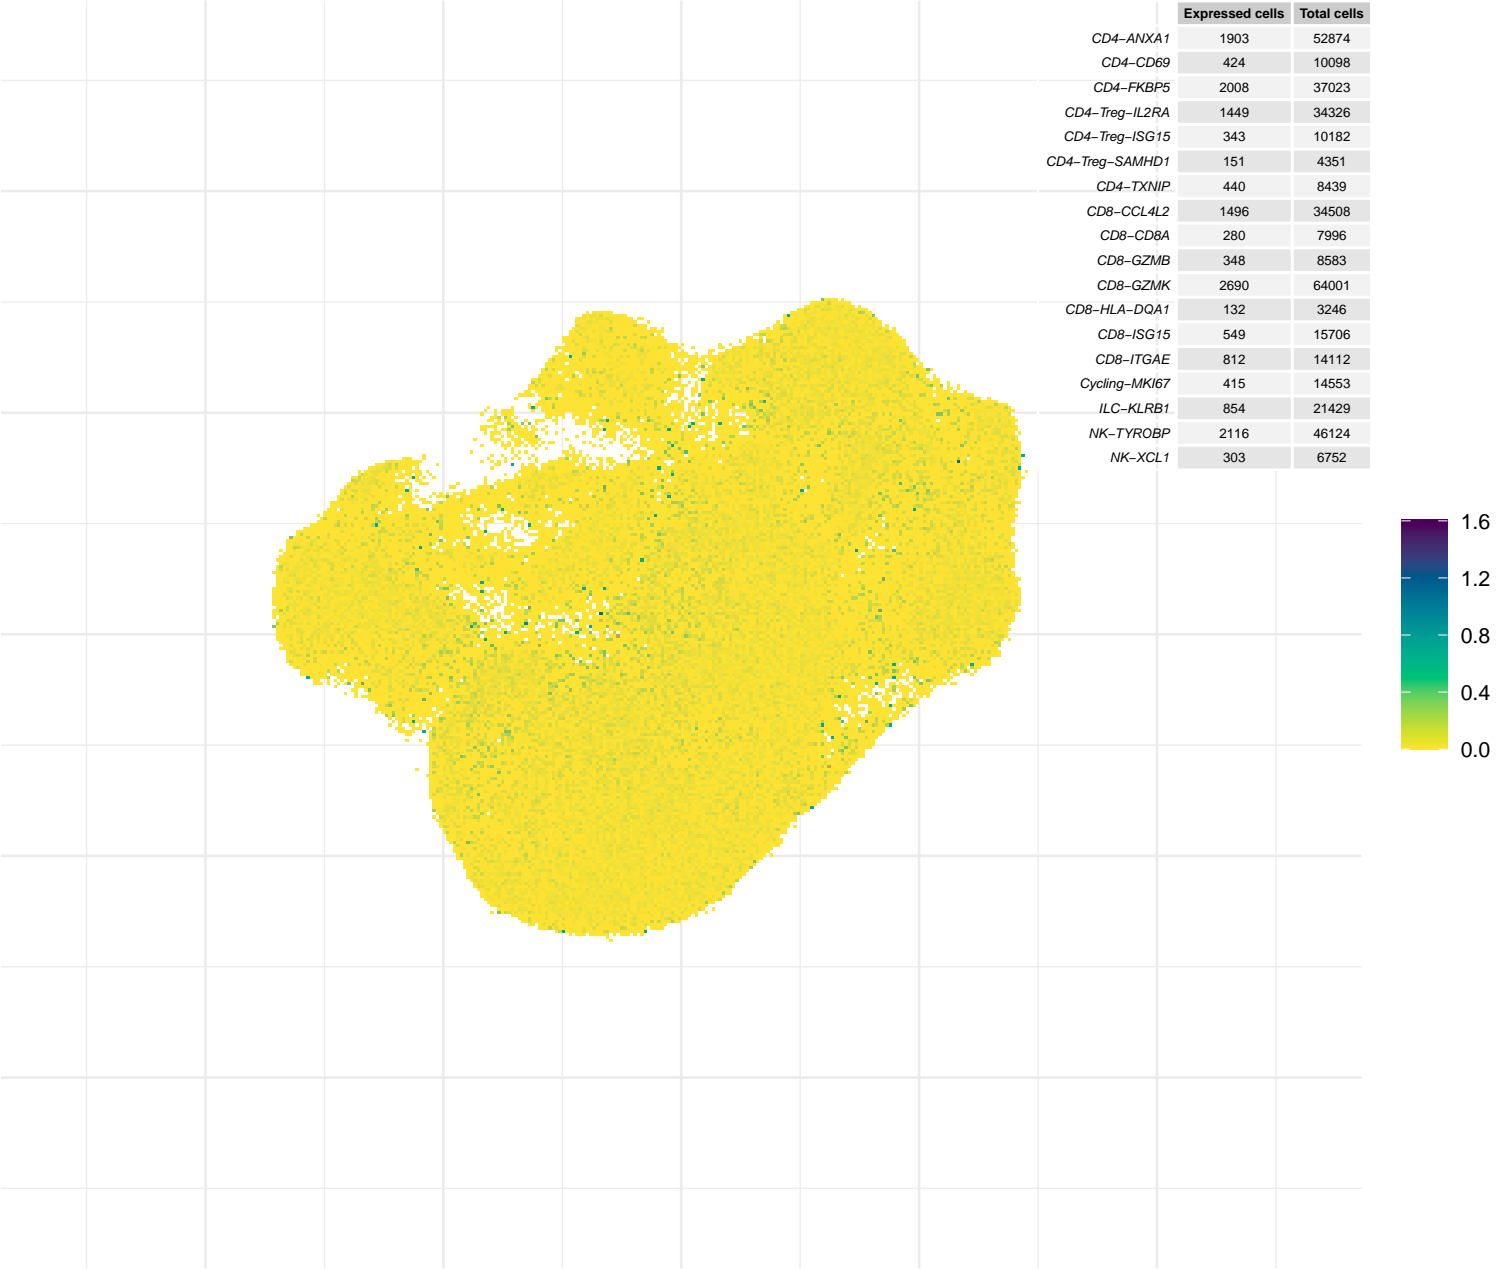 Expressed cells Total cells
CD4−ANXA1 1903 52874
CD4−CD69 424 10098
CD4−FKBP5 2008 37023
CD4−Treg−IL2RA 1449 34326
CD4−Treg−ISG15 343 10182
CD4−Treg−SAMHD1 151 4351
CD4−TXNIP 440 8439
CD8−CCL4L2 1496 34508
CD8−CD8A 280 7996
CD8−GZMB 348 8583
CD8−GZMK 2690 64001
CD8−HLA−DQA1 132 3246
CD8−ISG15 549 15706
CD8−ITGAE 812 14112
Cycling−MKI67 415 14553
ILC−KLRB1 854 21429
NK−TYROBP 2116 46124
NK−XCL1 303 6752
1.6
1.2
0.8
0.4
0.0